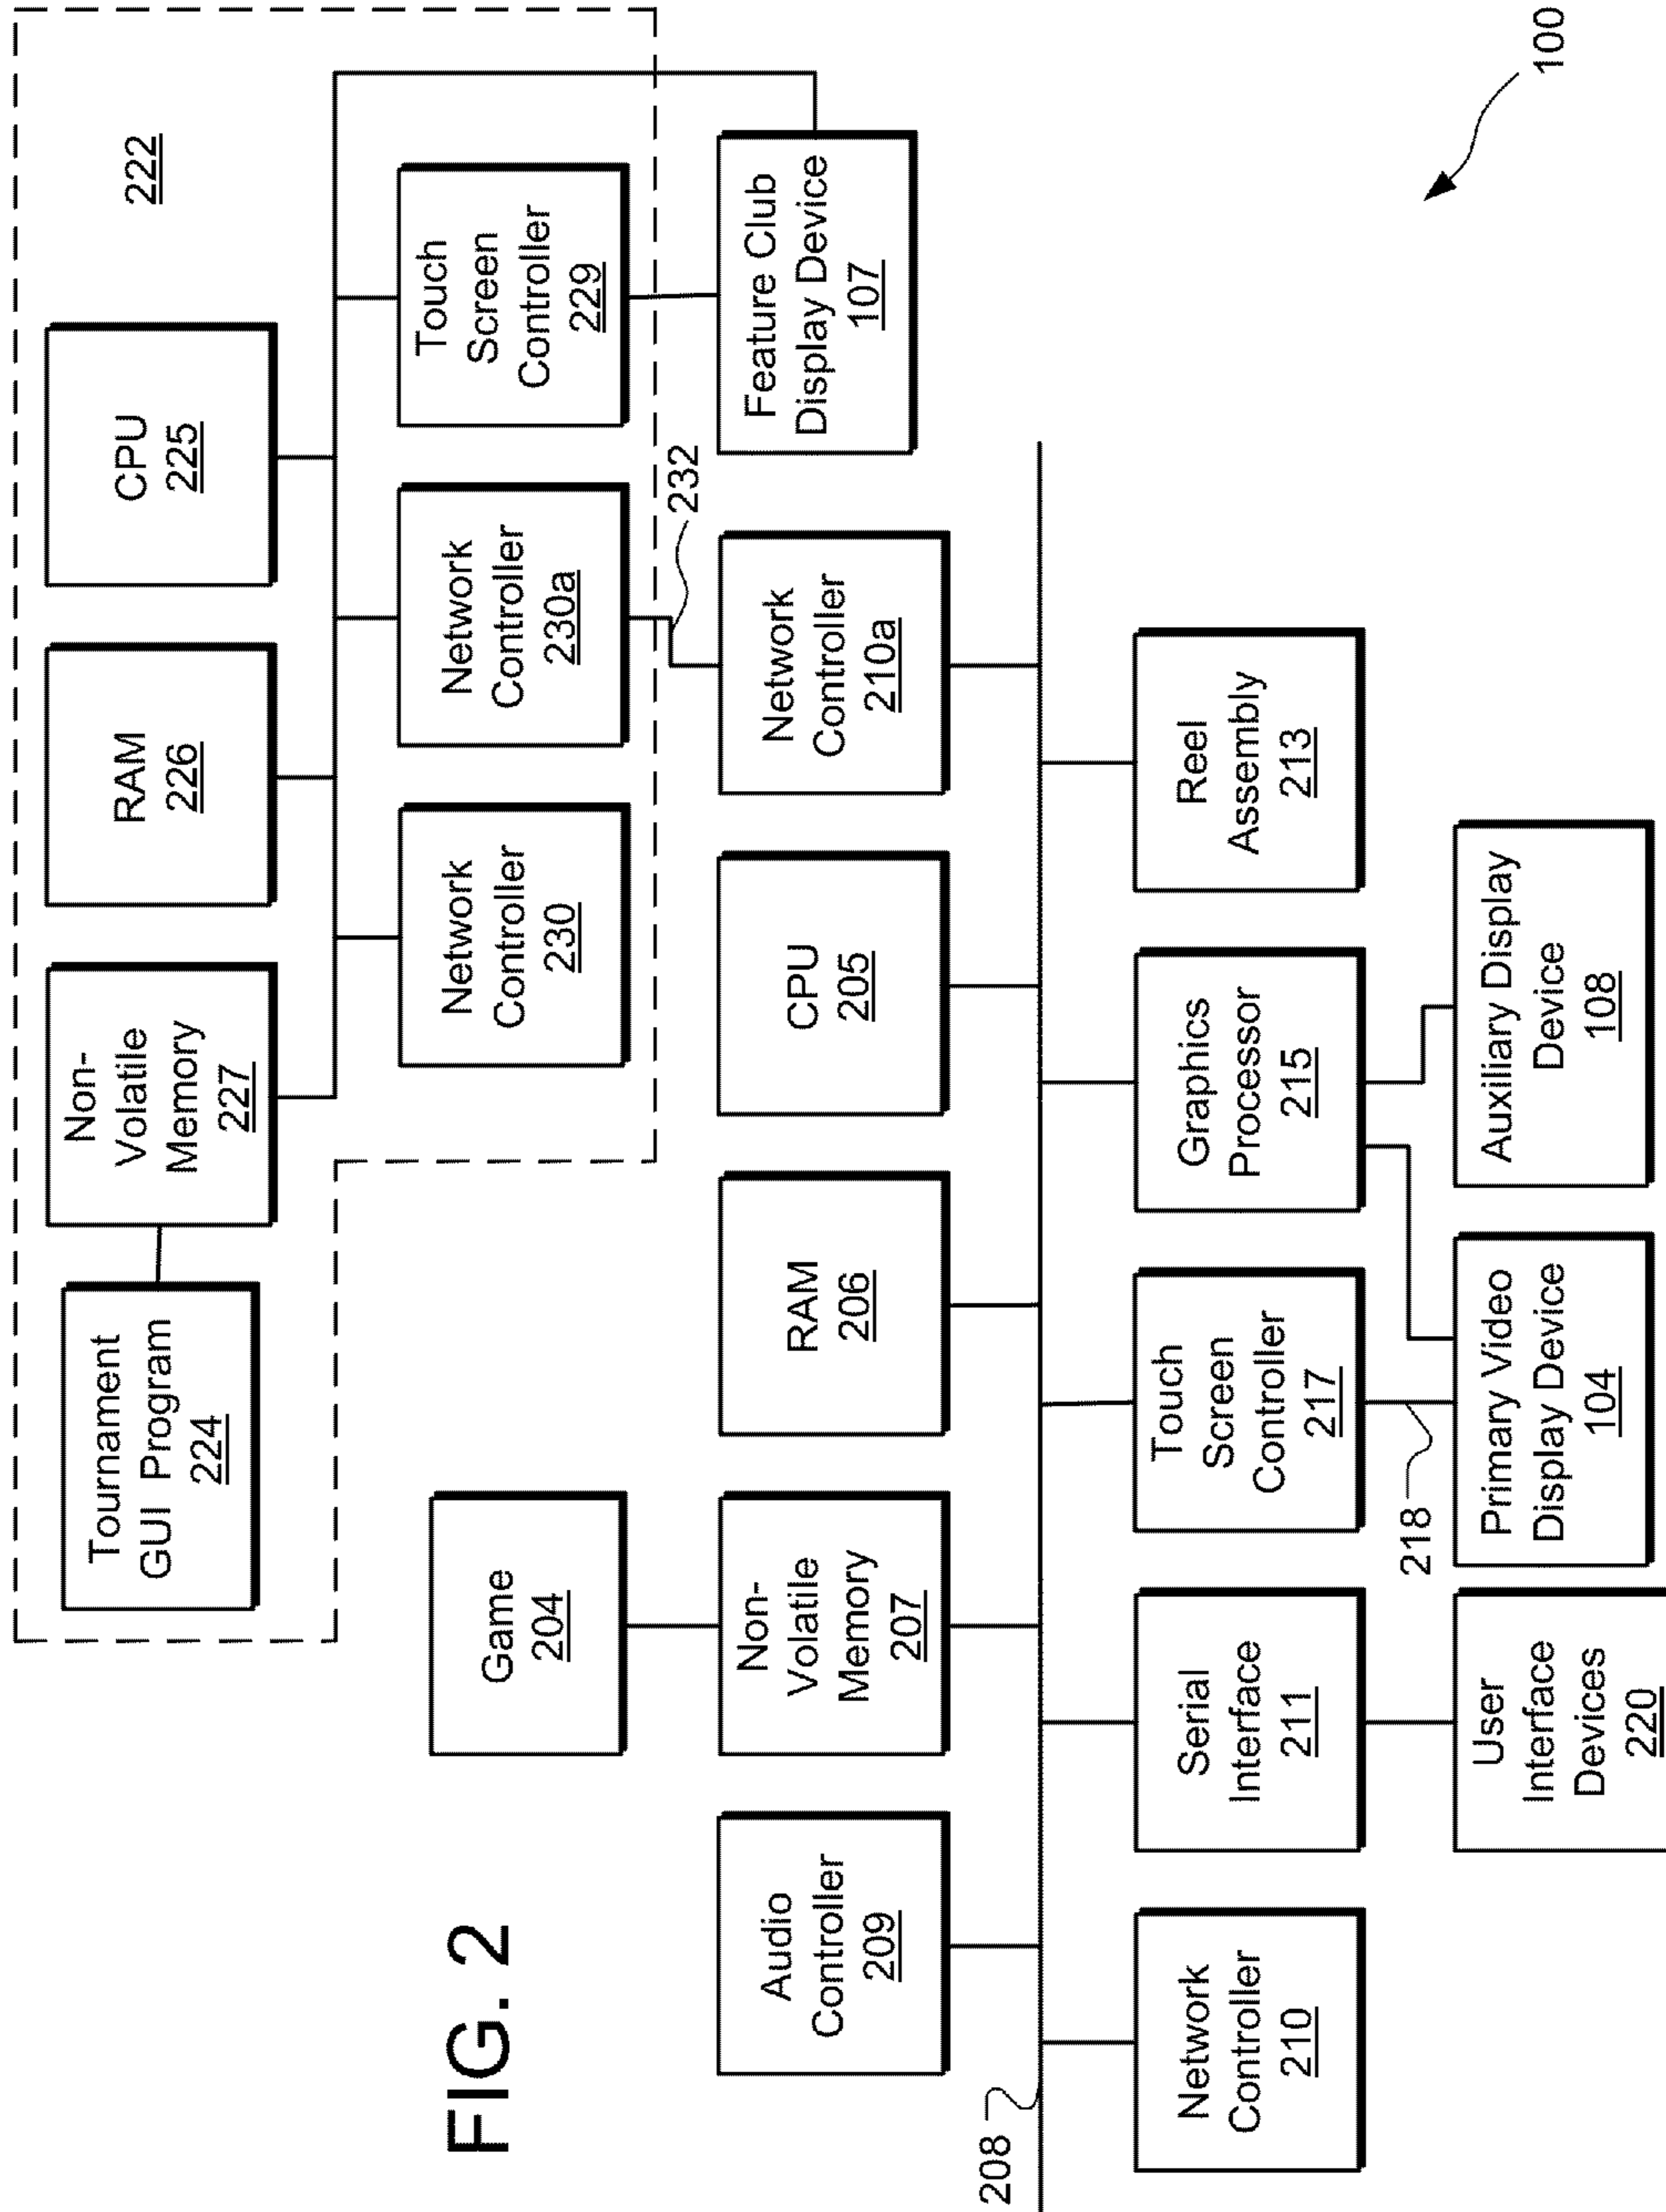 FIG. 2
Tournament
GUI Program
224
Non-
Volatile
Memory
227
RAM
226
CPU
225
222
Network
Controller
230
Network
Controller
230a
Touch
Screen
Controller
229
Game
204
232
Audio
Controller
209
Non-
Volatile
Memory
207
RAM
206
CPU
205
Network
Controller
210a
Feature Club
Display Device
107
208
Network
Controller
210
Serial
Interface
211
Touch
Screen
Controller
217
Graphics
Processor
215
Reel
Assembly
213
218
User
Interface
Devices
220
Primary Video
Display Device
104
Auxiliary Display
Device
108
100